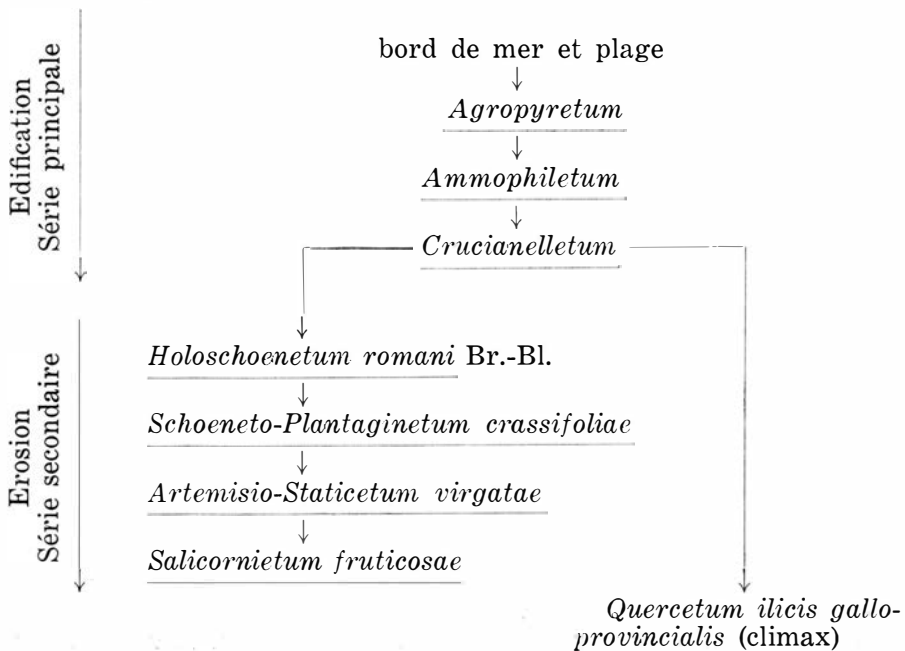 Edification
Série principale
bord de mer et plage
Agropyretum
Ammophiletum
Crucianelletum
Erosion
Série secondaire
Holoschoenetum romani Br.-Bl.
Schoeneto-Plantaginetum crassifoliae
Artemisio-Staticetum virgatae
Salicornietum fruticosae
Quercetum ilicis gallo-
provincialis (climax)